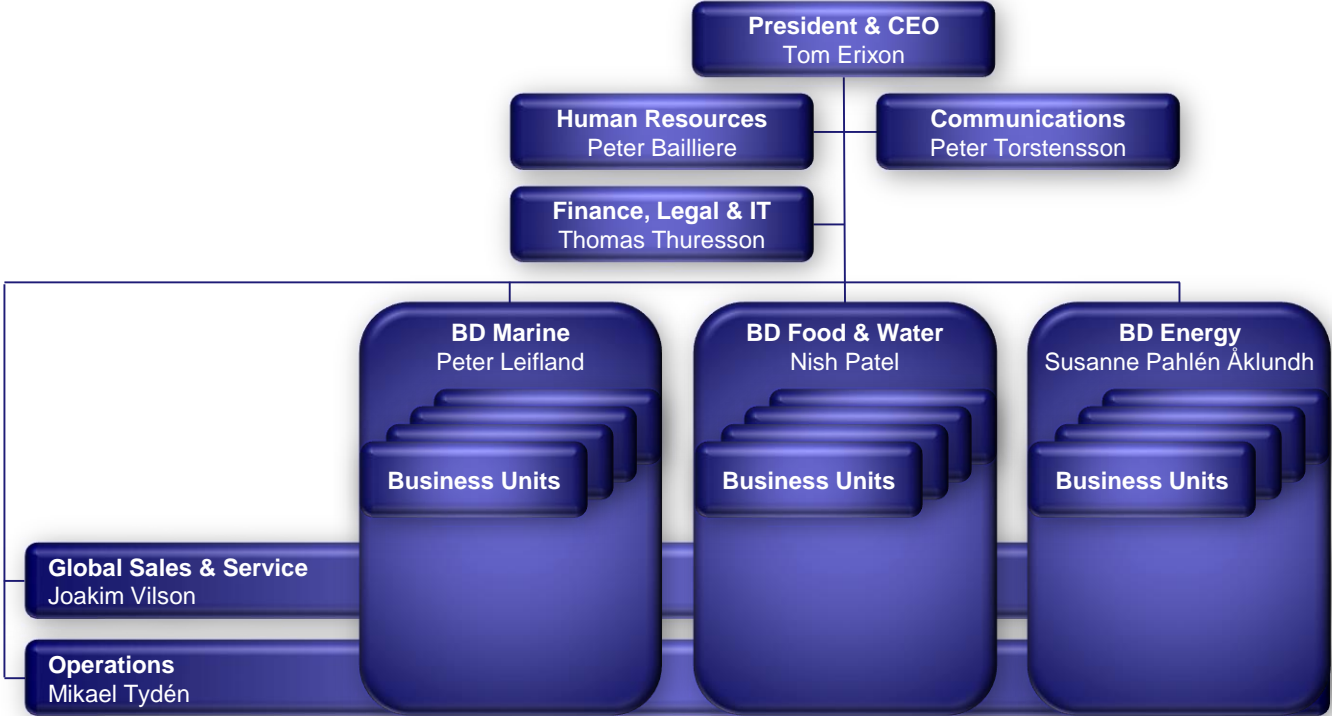 President & CEO
Tom Erixon
Human Resources
Peter Bailliere
Communications
Peter Torstensson
Finance, Legal & IT
Thomas Thuresson
BD Marine
Peter Leifland
BD Food & Water
Nish Patel
BD Energy
Susanne Pahlén Åklundh
Business Units
Business Units
Business Units
Global Sales & Service
Joakim Vilson
Operations
Mikael Tydén